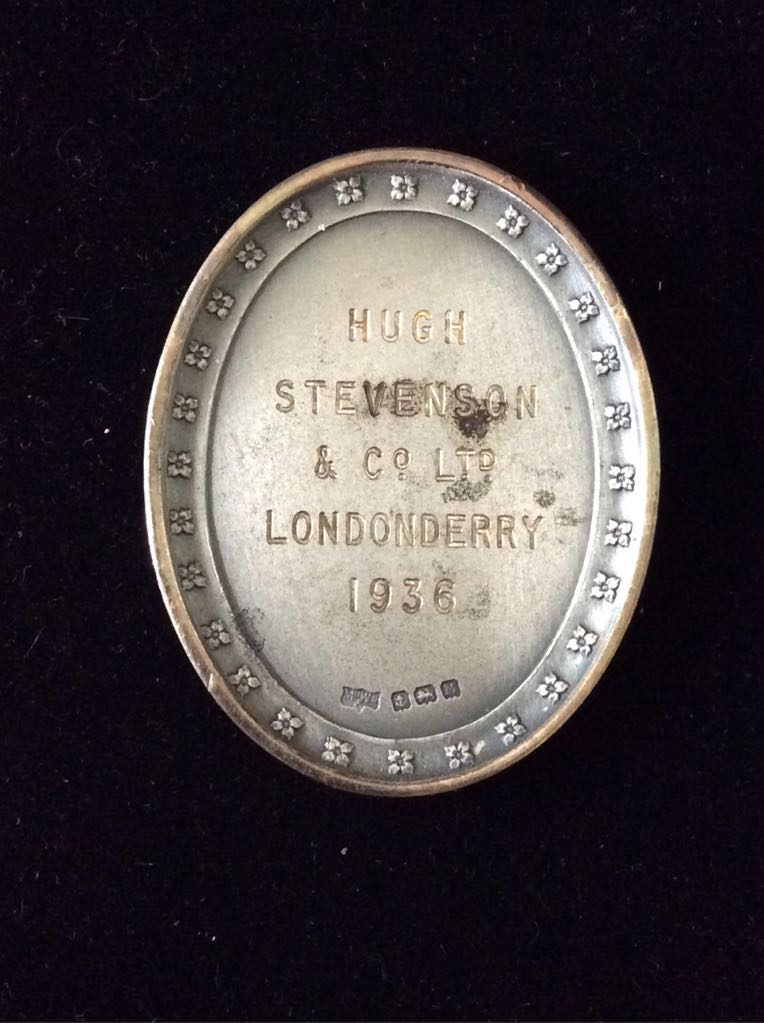 HUGH
STEVENSON
& Cº LTD
LONDONDERRY
1936